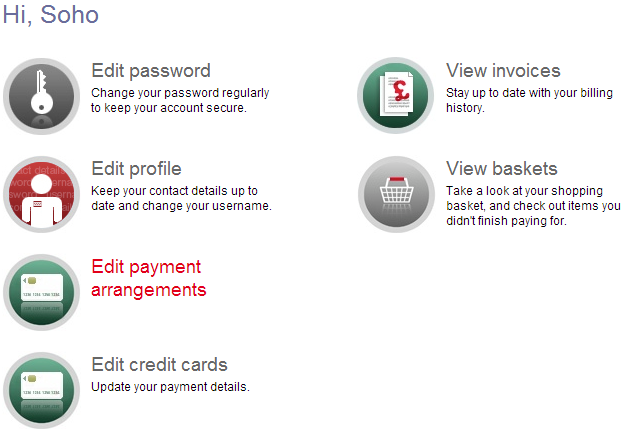 Hi, Soho
Edit password
Change your password regularly
to keep your account secure.
View invoices
Stay up to date with your billing
history.
Edit profile
Keep your contact details up to
date and change your username.
View baskets
Take a look at your shopping
basket, and check out items you
didn't finish paying for.
Edit payment
arrangements
Edit credit cards
Update your payment details.